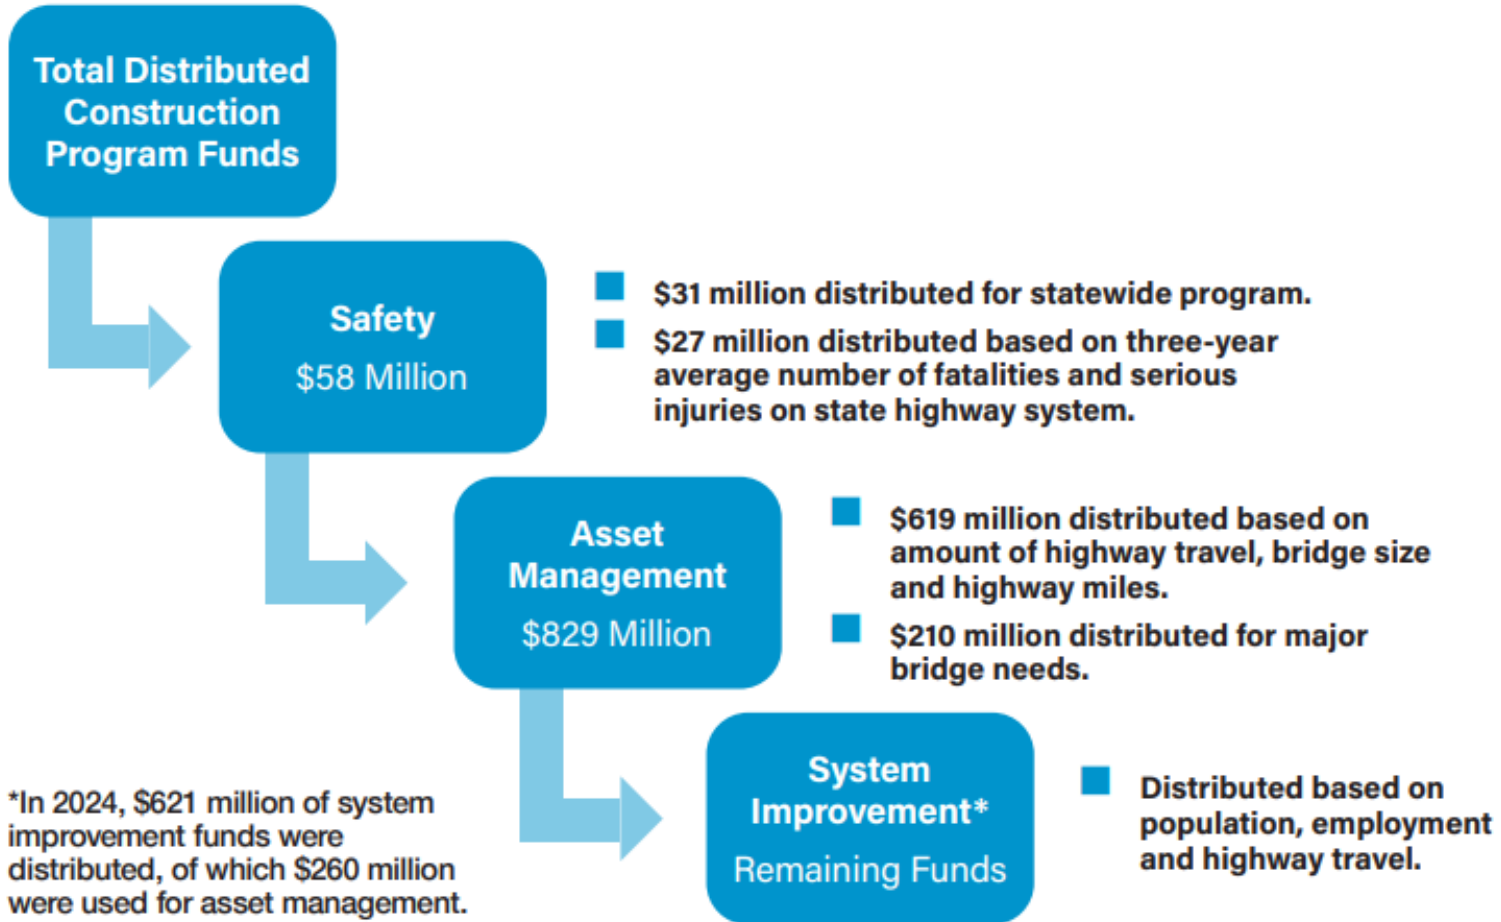 Total Distributed
Construction
Program Funds
Safety
$58 Million
$31 million distributed for statewide program.
$27 million distributed based on three-year
average number of fatalities and serious
injuries on state highway system.
Asset
Management
$829 Million
$619 million distributed based on
amount of highway travel, bridge size
and highway miles.
$210 million distributed for major
bridge needs.
System
Improvement*
Remaining Funds
Distributed based on
population, employment
and highway travel.
*In 2024, $621 million of system
improvement funds were
distributed, of which $260 million
were used for asset management.